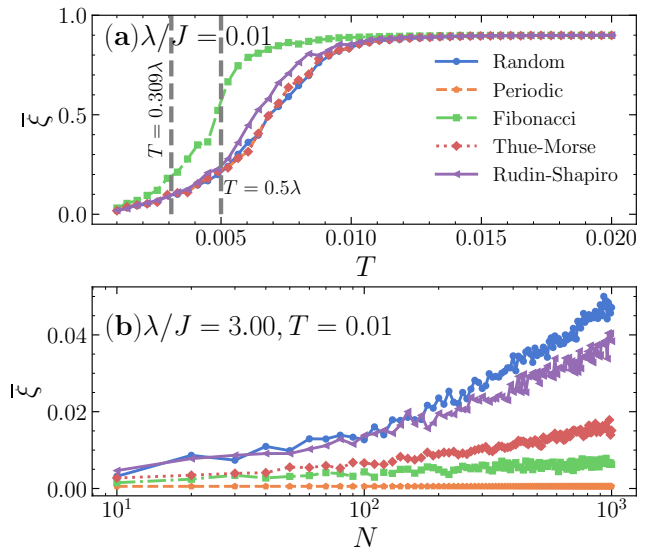 (a) λ/J = 0.01
1.0
0.5
0.0
ξ̅
T = 0.309λ
T = 0.5λ
Random
Periodic
Fibonacci
Thue-Morse
Rudin-Shapiro
0.005 0.010 0.015 0.020
T
(b) λ/J = 3.00, T = 0.01
0.04
0.02
0.00
ξ̅
10¹ 10² 10³
N